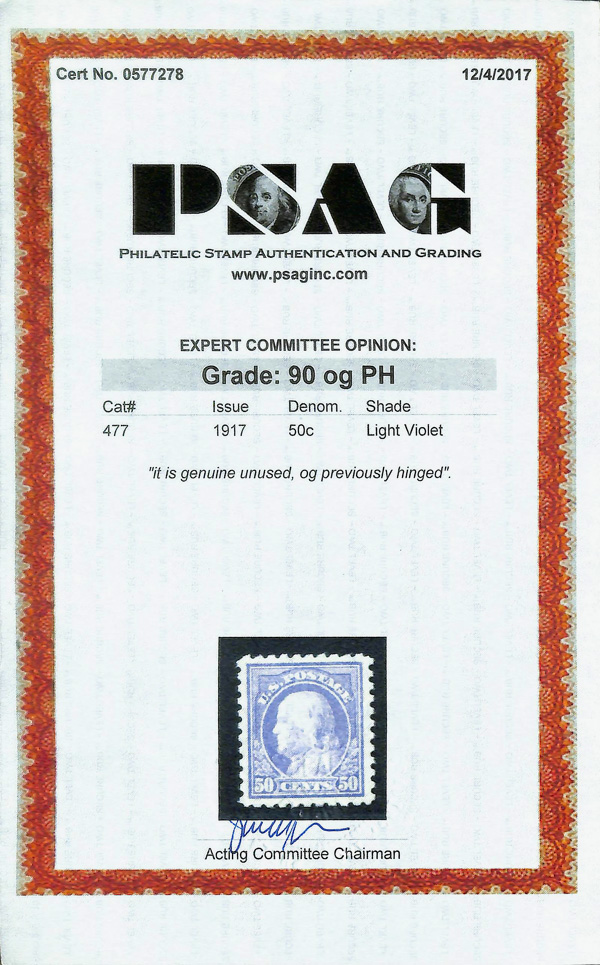 Cert No. 0577278 12/4/2017
PSAG
PHILATELIC STAMP AUTHENTICATION AND GRADING
www.psaginc.com
EXPERT COMMITTEE OPINION:
Grade: 90 og PH
Cat# Issue Denom. Shade
477 1917 50c Light Violet
"it is genuine unused, og previously hinged".
U.S. POSTAGE
50 CENTS 50
Acting Committee Chairman